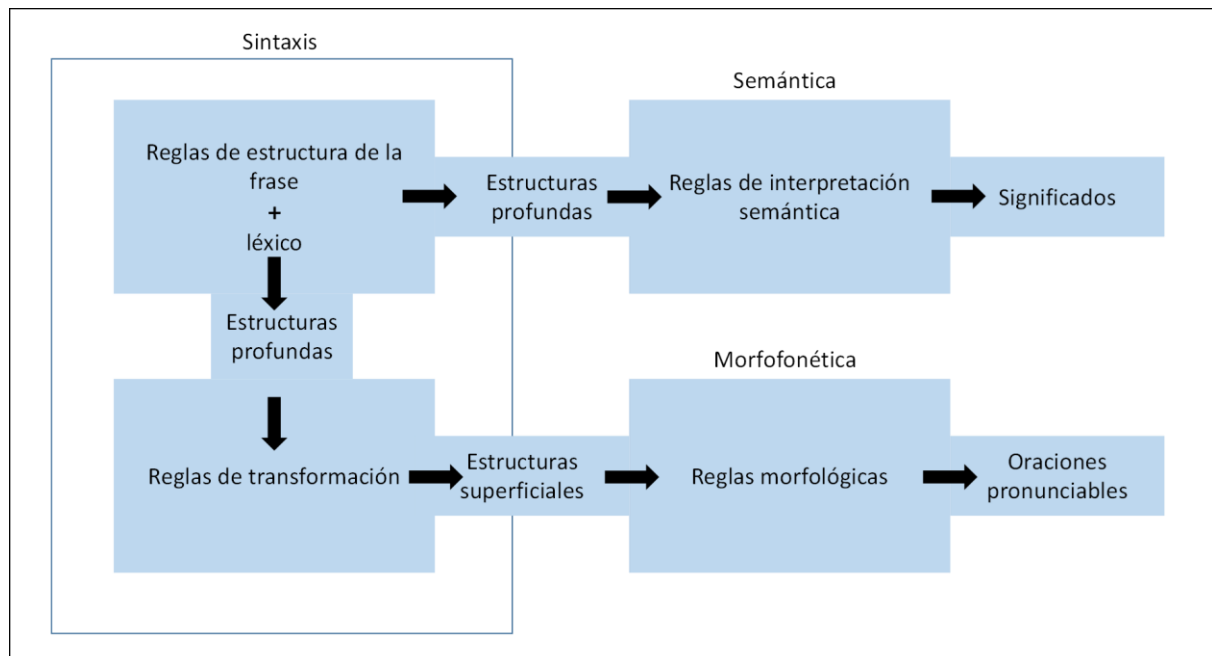 Sintaxis
Semántica
Reglas de estructura de la
frase
+
léxico
Estructuras
profundas
Reglas de interpretación
semántica
Significados
Estructuras
profundas
Morfofonética
Reglas de transformación
Estructuras
superficiales
Reglas morfológicas
Oraciones
pronunciables